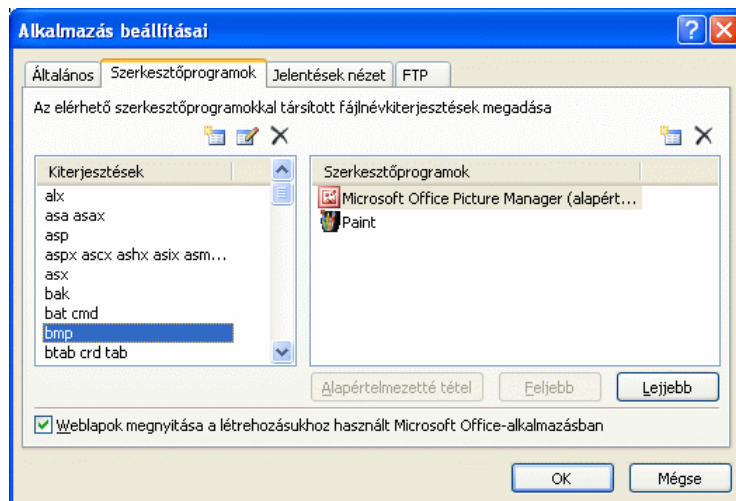 Alkalmazás beállításai
Általános
Szerkesztőprogramok
Jelentések nézet
FTP
Az elérhető szerkesztőprogramokkal társított fájlnévkiterjesztések megadása
Kiterjesztések
alx
asa asax
asp
aspx ascx ashx asix asm...
asx
bak
bat cmd
bmp
btab crd tab
Szerkesztőprogramok
Microsoft Office Picture Manager (alapért...
Paint
Alapértelmezetté tétel
Feljebb
Lejjebb
Weblapok megnyitása a létrehozásukhoz használt Microsoft Office-alkalmazásban
OK
Mégse